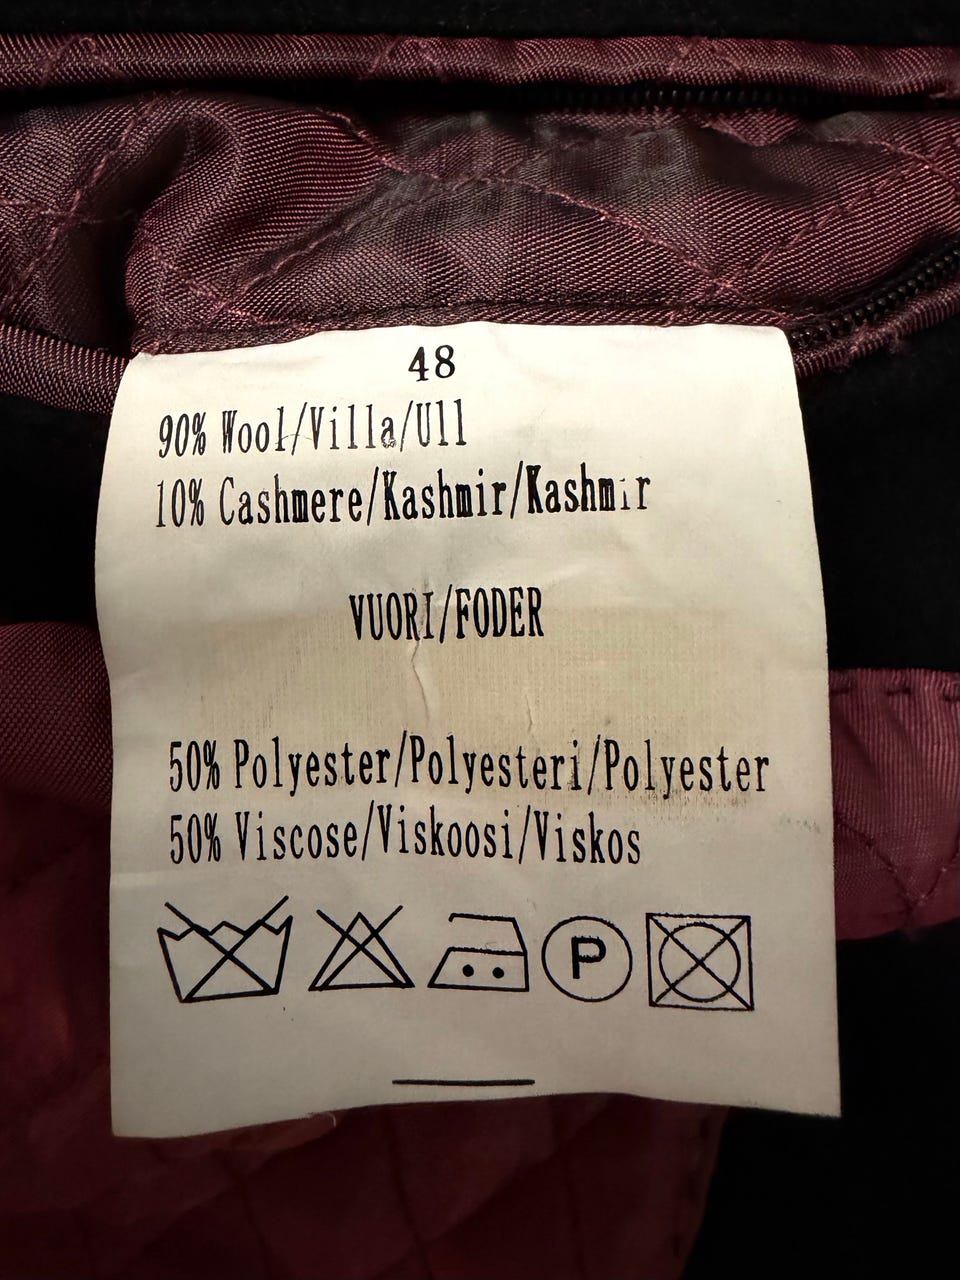 48
90% Wool/Villa/Ull
10% Cashmere/Kashmir/Kashmir
VUORI/FODER
50% Polyester/Polyesteri/Polyester
50% Viscose/Viskoosi/Viskos
P